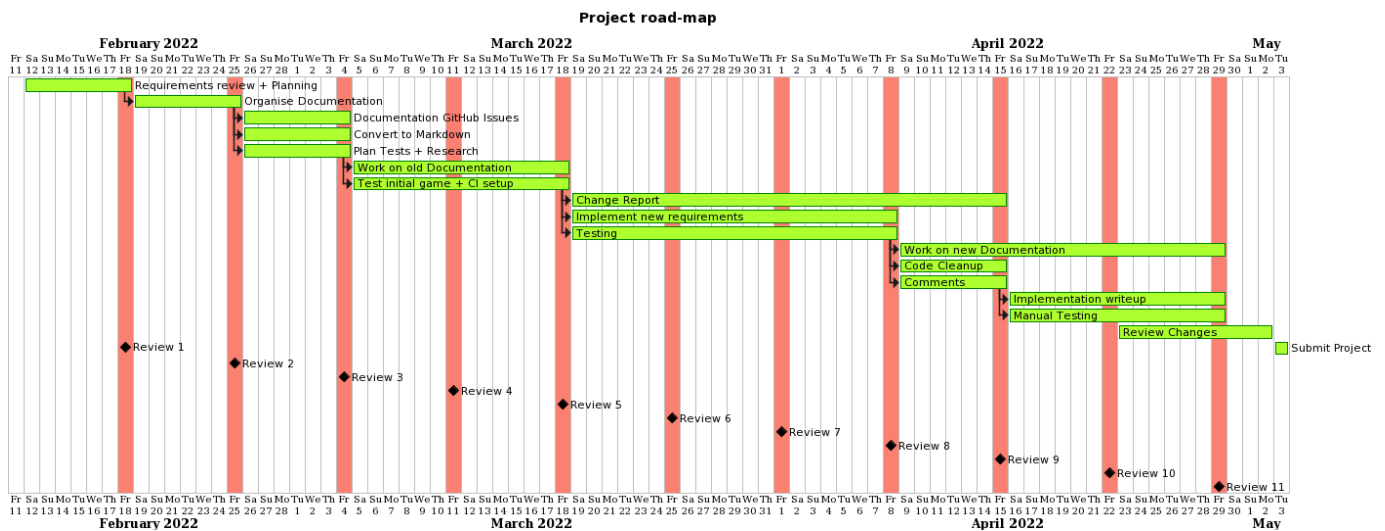 Project road-map
February 2022 March 2022 April 2022 May
Fr Sa Su Mo Tu We Th Fr Sa Su Mo Tu We Th Fr Sa Su Mo Tu We Th Fr Sa Su Mo Tu We Th Fr Sa Su Mo Tu We Th Fr Sa Su Mo Tu We Th Fr Sa Su Mo Tu We Th Fr Sa Su Mo Tu We Th Fr Sa Su Mo Tu We Th Fr Sa Su Mo Tu We Th Fr Sa Su Mo Tu We Th Fr Sa Su Mo Tu
11 12 13 14 15 16 17 18 19 20 21 22 23 24 25 26 27 28 1 2 3 4 5 6 7 8 9 10 11 12 13 14 15 16 17 18 19 20 21 22 23 24 25 26 27 28 29 30 31 1 2 3 4 5 6 7 8 9 10 11 12 13 14 15 16 17 18 19 20 21 22 23 24 25 26 27 28 29 30 1 2 3
Requirements review + Planning
Organise Documentation
Documentation GitHub Issues
Convert to Markdown
Plan Tests + Research
Work on old Documentation
Test initial game + CI setup
Change Report
Implement new requirements
Testing
Work on new Documentation
Code Cleanup
Comments
Implementation writeup
Manual Testing
Review Changes
Review 1
Submit Project
Review 2
Review 3
Review 4
Review 5
Review 6
Review 7
Review 8
Review 9
Review 10
Review 11
Fr Sa Su Mo Tu We Th Fr Sa Su Mo Tu We Th Fr Sa Su Mo Tu We Th Fr Sa Su Mo Tu We Th Fr Sa Su Mo Tu We Th Fr Sa Su Mo Tu We Th Fr Sa Su Mo Tu We Th Fr Sa Su Mo Tu We Th Fr Sa Su Mo Tu We Th Fr Sa Su Mo Tu We Th Fr Sa Su Mo Tu We Th Fr Sa Su Mo Tu
11 12 13 14 15 16 17 18 19 20 21 22 23 24 25 26 27 28 1 2 3 4 5 6 7 8 9 10 11 12 13 14 15 16 17 18 19 20 21 22 23 24 25 26 27 28 29 30 31 1 2 3 4 5 6 7 8 9 10 11 12 13 14 15 16 17 18 19 20 21 22 23 24 25 26 27 28 29 30 1 2 3
February 2022 March 2022 April 2022 May